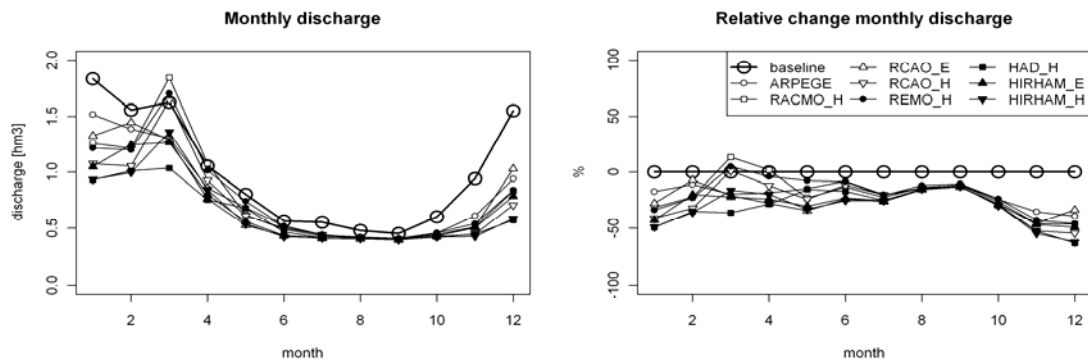 Monthly discharge
2.0
1.5
1.0
0.5
0.0
discharge [hm3]
2 4 6 8 10 12
month
Relative change monthly discharge
100
50
0
-50
-100
%
baseline RCAO_E HAD_H
ARPEGE RCAO_H HIRHAM_E
RACMO_H REMO_H HIRHAM_H
2 4 6 8 10 12
month